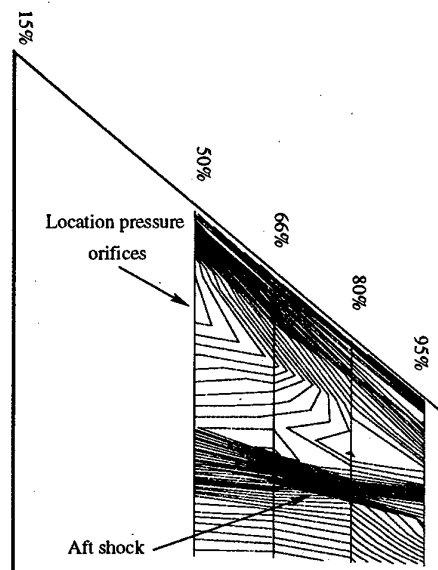 15%
50%
66%
80%
95%
Location pressure
orifices
Aft shock